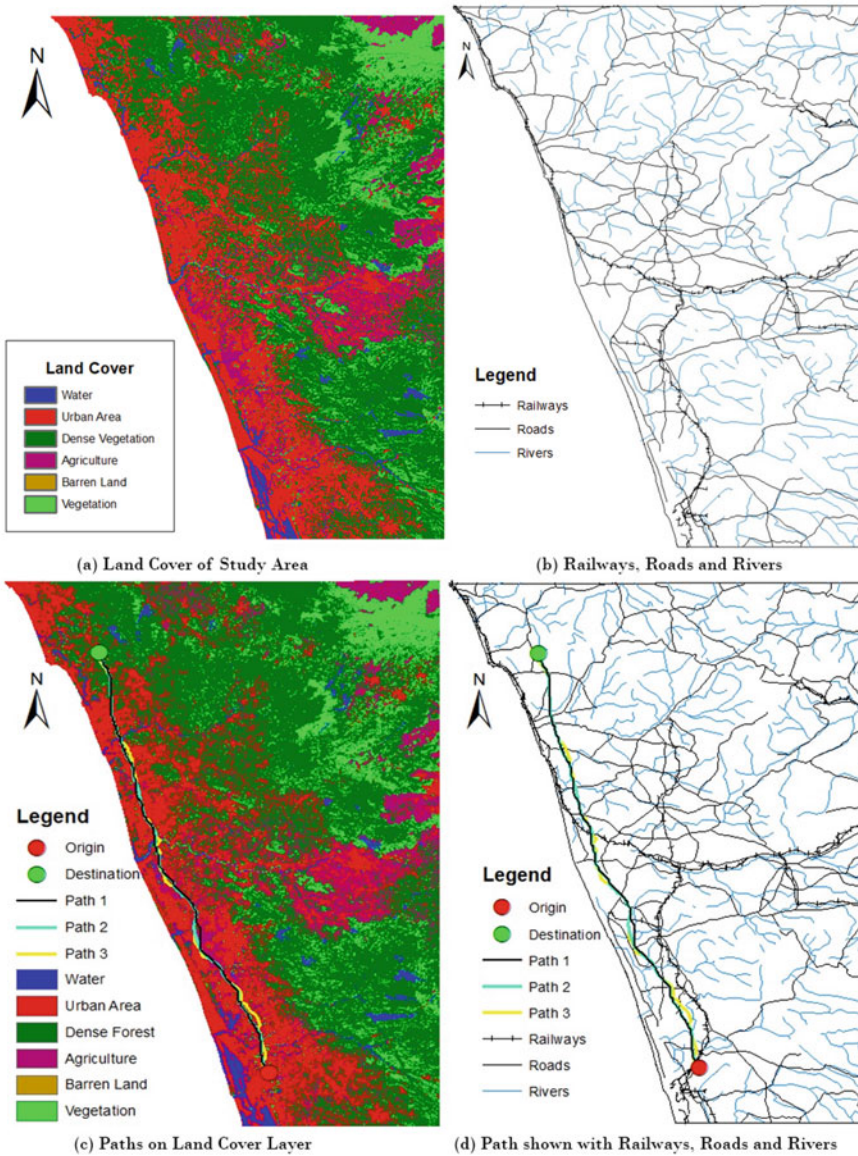 N
Land Cover
Water
Urban Area
Dense Vegetation
Agriculture
Barren Land
Vegetation
(a) Land Cover of Study Area
N
Legend
Railways
Roads
Rivers
(b) Railways, Roads and Rivers
N
Legend
Origin
Destination
Path 1
Path 2
Path 3
Water
Urban Area
Dense Forest
Agriculture
Barren Land
Vegetation
(c) Paths on Land Cover Layer
N
Legend
Origin
Destination
Path 1
Path 2
Path 3
Railways
Roads
Rivers
(d) Path shown with Railways, Roads and Rivers